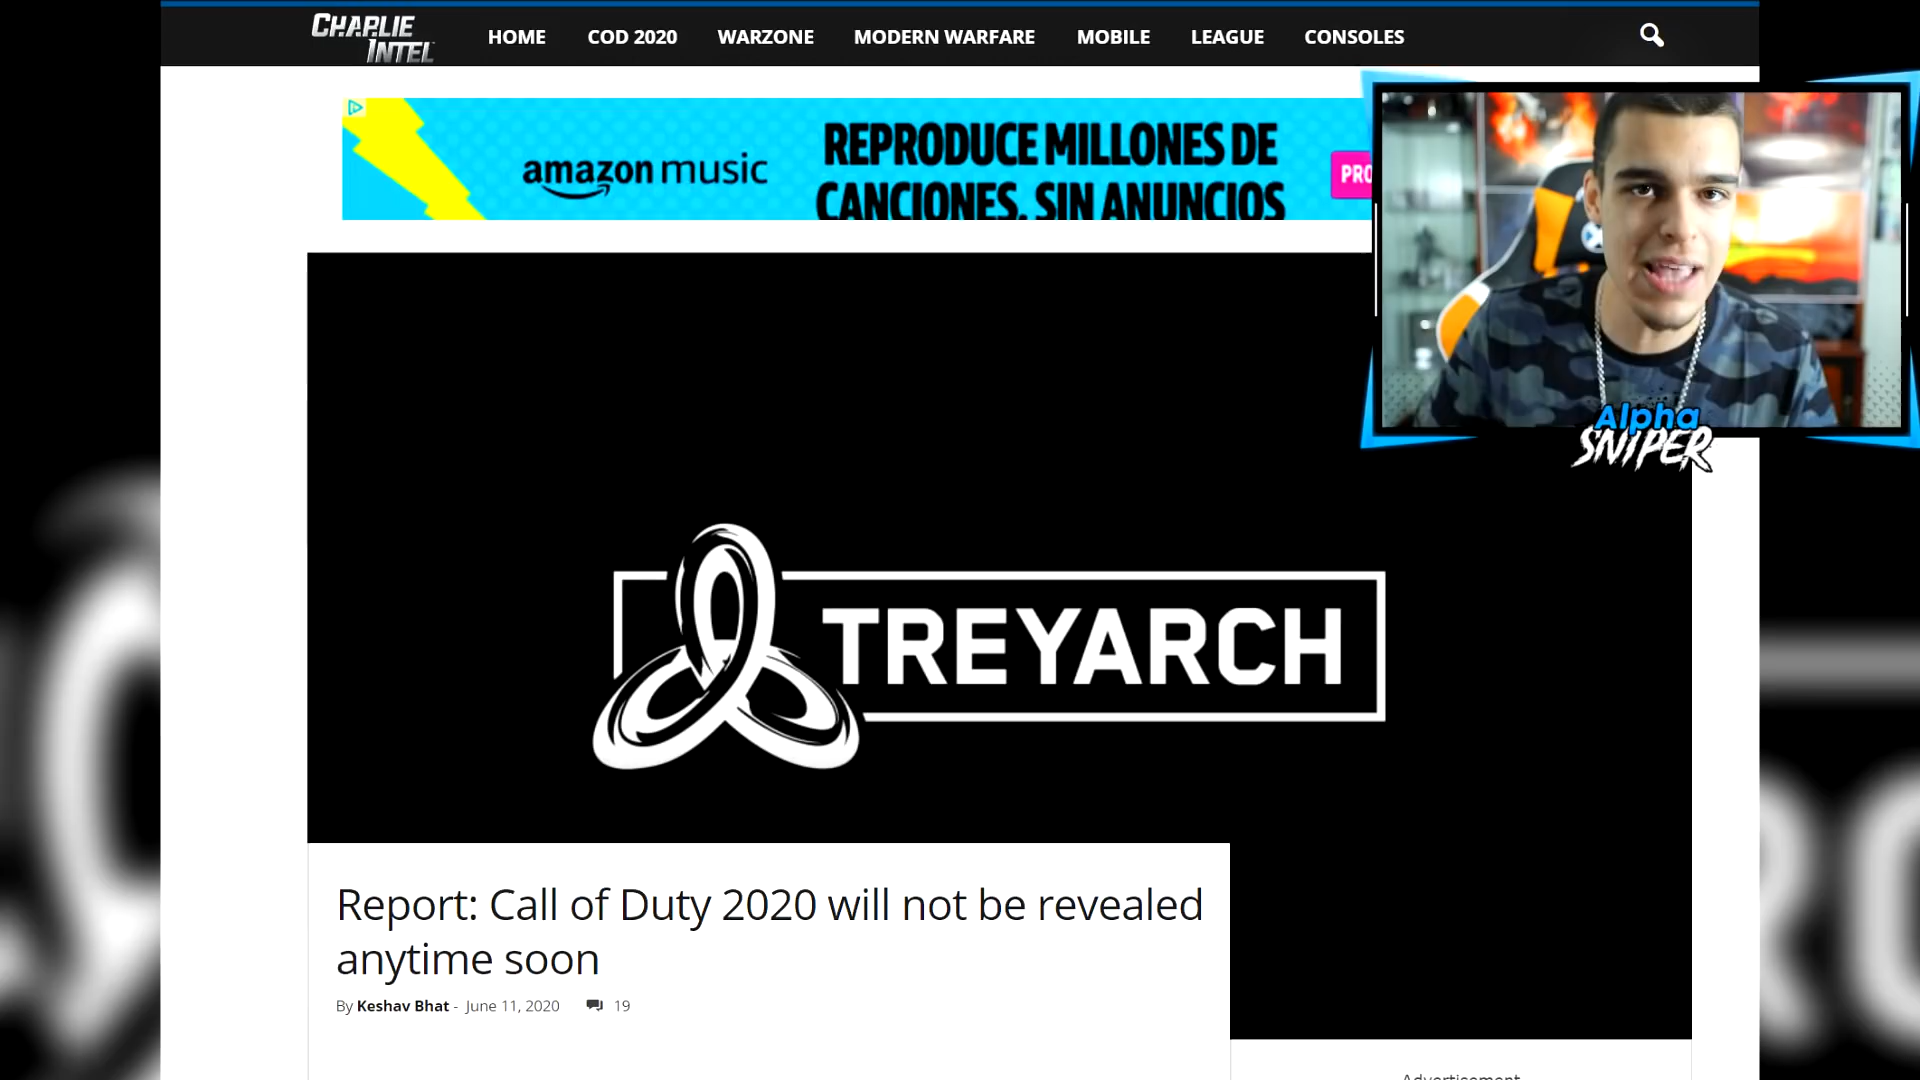 CHARLIE INTEL
HOME COD 2020 WARZONE MODERN WARFARE MOBILE LEAGUE CONSOLES
amazon music
REPRODUCE MILLONES DE
CANCIONES, SIN ANUNCIOS
PRO
Alpha
SNIPER
TREYARCH
Report: Call of Duty 2020 will not be revealed
anytime soon
By Keshav Bhat - June 11, 2020 19
Advertisement